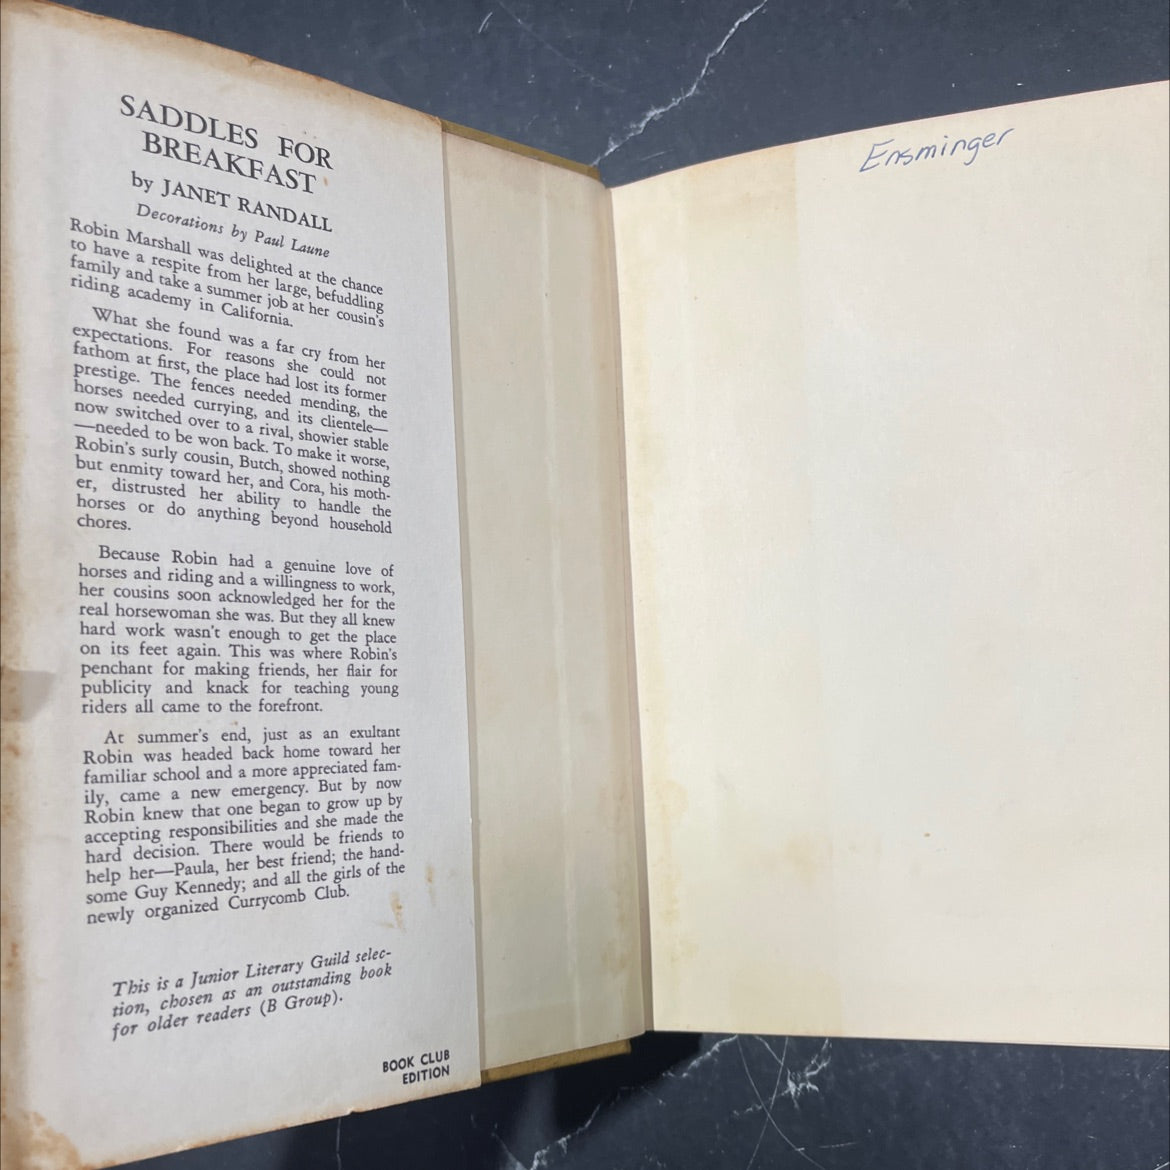 SADDLES FOR
BREAKFAST
by JANET RANDALL
Decorations by Paul Laune
Robin Marshall was delighted at the chance
to have a respite from her large, befuddling
family and take a summer job at her cousin's
riding academy in California.
What she found was a far cry from her
expectations. For reasons she could not
fathom at first, the place had lost its former
prestige. The fences needed mending, the
horses needed currying, and its clientele—
now switched over to a rival, showier stable
—needed to be won back. To make it worse,
Robin's surly cousin, Butch, showed nothing
but enmity toward her, and Cora, his moth-
er, distrusted her ability to handle the
horses or do anything beyond household
chores.
Because Robin had a genuine love of
horses and riding and a willingness to work,
her cousins soon acknowledged her for the
real horsewoman she was. But they all knew
hard work wasn't enough to get the place
on its feet again. This was where Robin's
penchant for making friends, her flair for
publicity and knack for teaching young
riders all came to the forefront.
At summer's end, just as an exultant
Robin was headed back home toward her
familiar school and a more appreciated fam-
ily, came a new emergency. But by now
Robin knew that one began to grow up by
accepting responsibilities and she made the
hard decision. There would be friends to
help her—Paula, her best friend; the hand-
some Guy Kennedy; and all the girls of the
newly organized Currycomb Club.
This is a Junior Literary Guild selec-
tion, chosen as an outstanding book
for older readers (B Group).
BOOK CLUB
EDITION
Ensminger